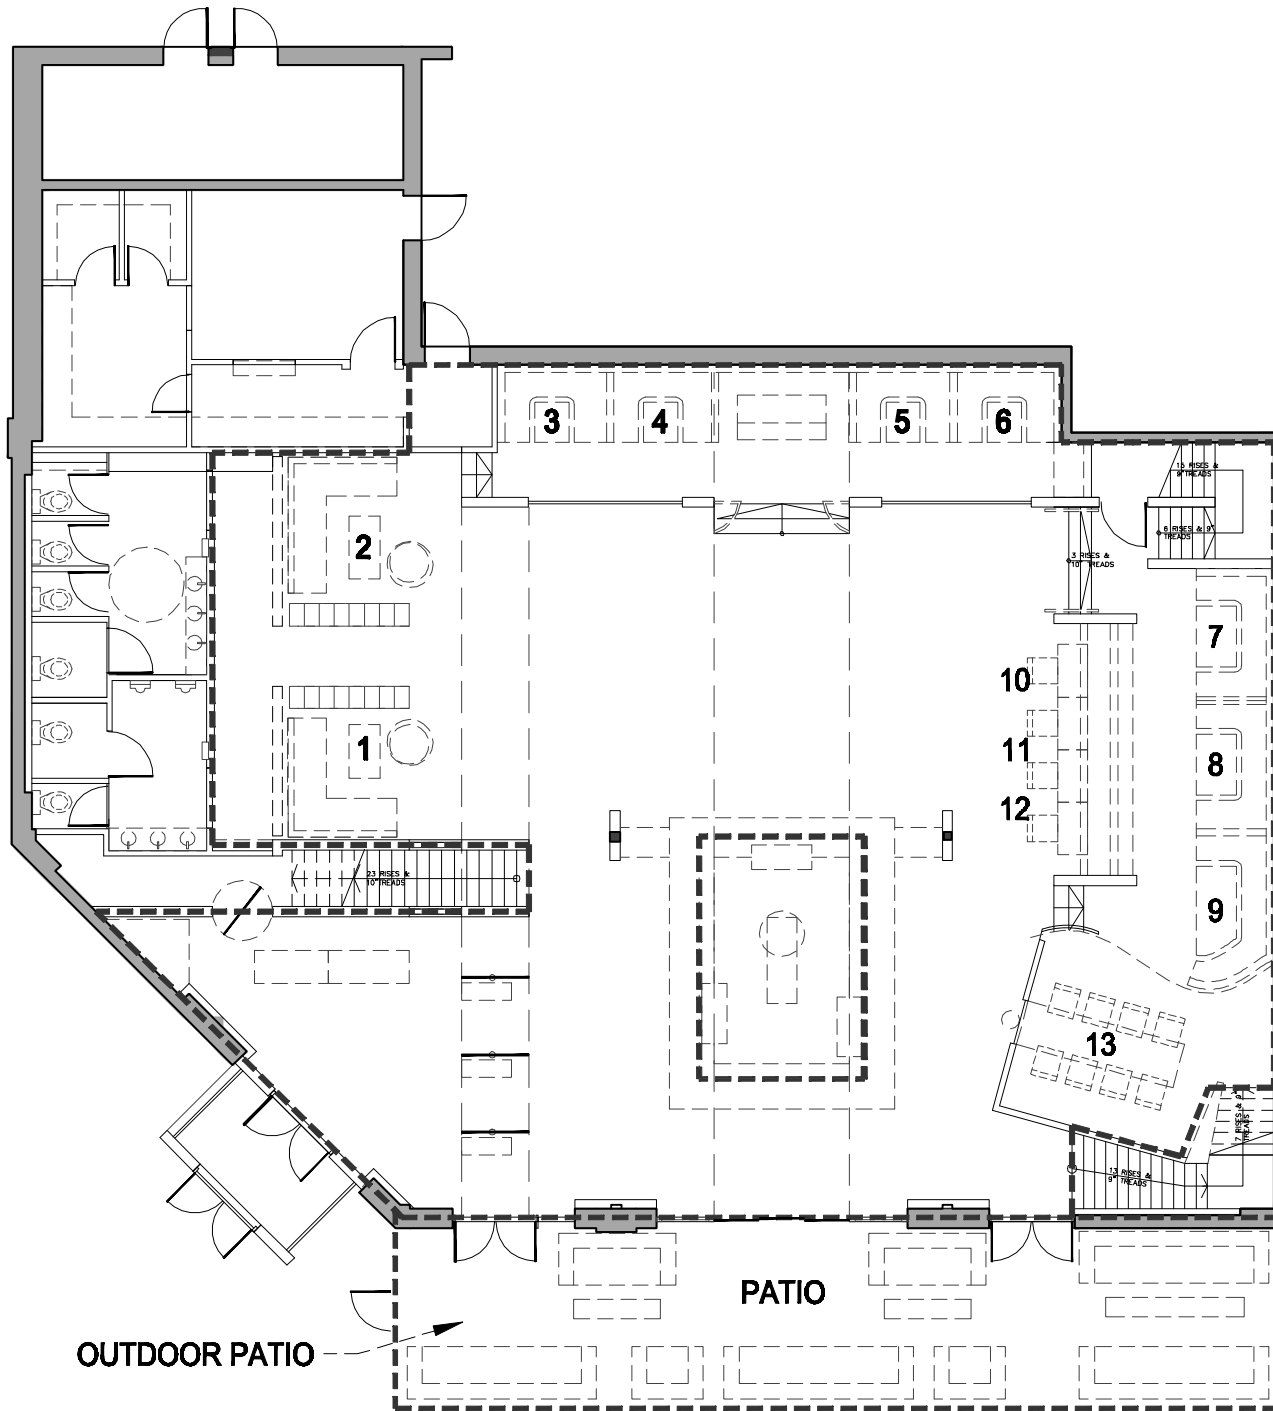 3
4
5
6
15 RISES &
9" TREADS
6 RISES & 9"
TREADS
3 RISES &
10" TREADS
2
7
10
1
11
8
12
23 RISES &
10" TREADS
9
13
7 RISES & 9"
TREADS
13 RISES &
9" TREADS
PATIO
OUTDOOR PATIO